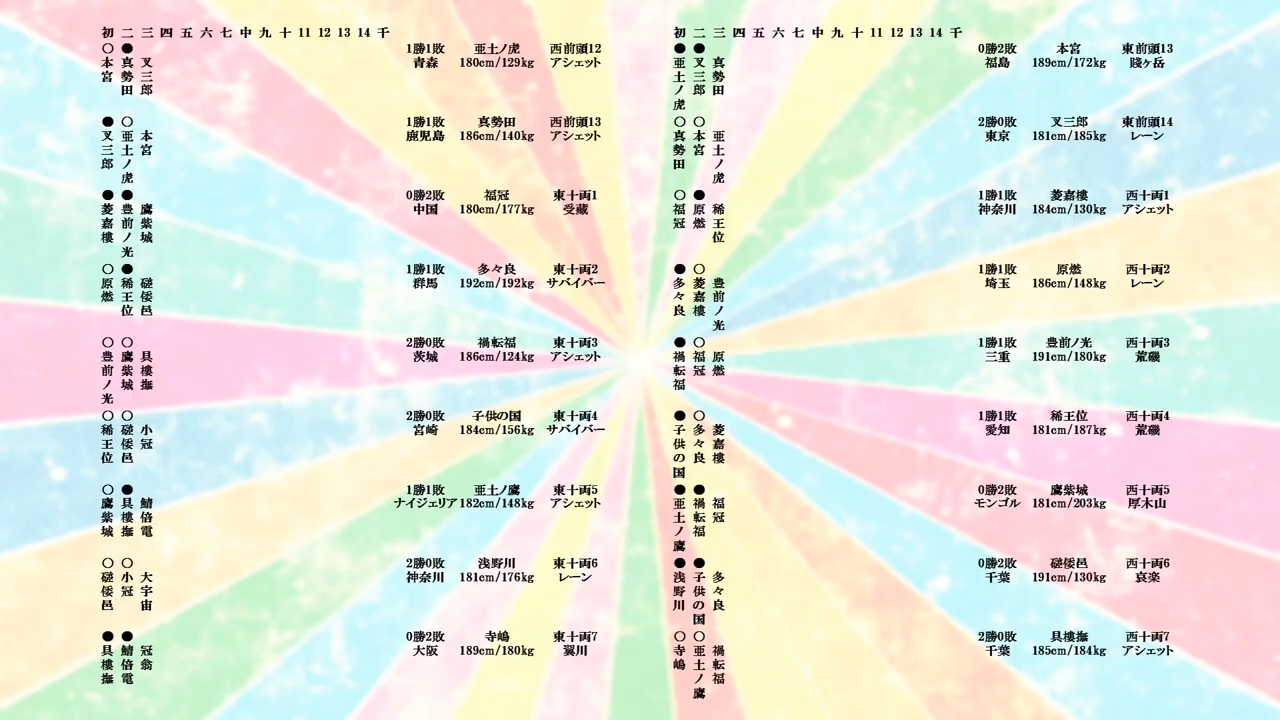 初 二 三 四 五 六 七 中 九 十 11 12 13 14 千
○本宮 ●真勢田 叉三郎
1勝1敗 亜土ノ虎 西前頭12
青森 180cm/129kg アシェット
●叉三郎 ○亜土ノ虎 本宮
1勝1敗 真勢田 西前頭13
鹿児島 186cm/140kg アシェット
●菱嘉樓 ●豊前ノ光 鷹紫城
0勝2敗 福冠 東十両1
中国 180cm/177kg 受蔵
○原燃 ●稀王位 磋倭邑
1勝1敗 多々良 東十両2
群馬 192cm/192kg サバイバー
○豊前ノ光 ○鷹紫城 具樓撫
2勝0敗 禍転福 東十両3
茨城 186cm/124kg アシェット
○稀王位 ○磋倭邑 小冠
2勝0敗 子供の国 東十両4
宮崎 184cm/156kg サバイバー
○鷹紫城 ●具樓撫 鯖倍電
1勝1敗 亜土ノ鷹 東十両5
ナイジェリア 182cm/148kg アシェット
○磋倭邑 ○小冠 大宇宙
2勝0敗 浅野川 東十両6
神奈川 181cm/176kg レーン
●具樓撫 ●鯖倍電 冠翁
0勝2敗 寺嶋 東十両7
大阪 189cm/180kg 翼川
初 二 三 四 五 六 七 中 九 十 11 12 13 14 千
●亜土ノ虎 ●叉三郎 真勢田
0勝2敗 本宮 東前頭13
福島 189cm/172kg 賤ヶ岳
○真勢田 ○本宮 亜土ノ虎
2勝0敗 叉三郎 東前頭14
東京 181cm/185kg レーン
○福冠 ●原燃 稀王位
1勝1敗 菱嘉樓 西十両1
神奈川 184cm/130kg アシェット
●多々良 ○菱嘉樓 豊前ノ光
1勝1敗 原燃 西十両2
埼玉 186cm/148kg レーン
●禍転福 ○福冠 原燃
1勝1敗 豊前ノ光 西十両3
三重 191cm/180kg 荒磯
●子供の国 ○多々良 菱嘉樓
1勝1敗 稀王位 西十両4
愛知 181cm/187kg 荒磯
●亜土ノ鷹 ●禍転福 福冠
0勝2敗 鷹紫城 西十両5
モンゴル 181cm/203kg 厚木山
●浅野川 ●子供の国 多々良
0勝2敗 磋倭邑 西十両6
千葉 191cm/130kg 哀楽
○寺嶋 ○亜土ノ鷹 禍転福
2勝0敗 具樓撫 西十両7
千葉 185cm/184kg アシェット